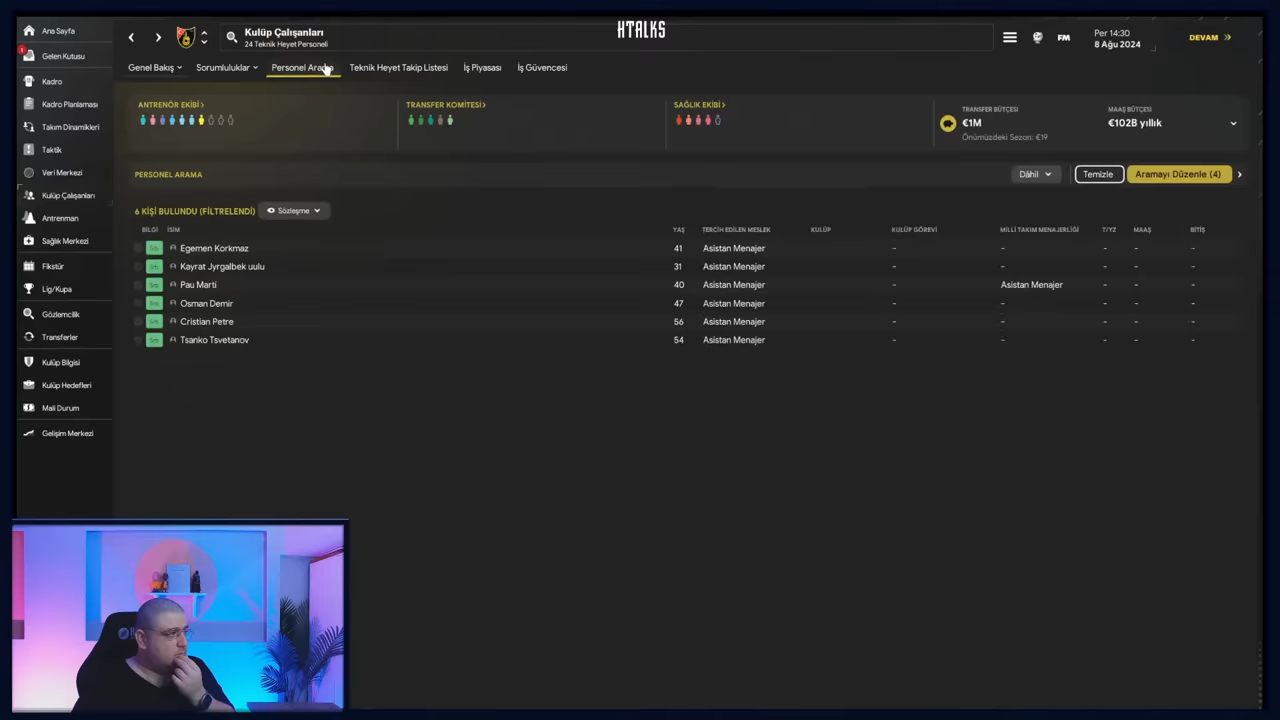 HTALKS
Ana Sayfa
Gelen Kutusu
Kadro
Kadro Planlaması
Takım Dinamikleri
Taktik
Veri Merkezi
Kulüp Çalışanları
Antrenman
Sağlık Merkezi
Fikstür
Lig/Kupa
Gözlemcilik
Transferler
Kulüp Bilgisi
Kulüp Hedefleri
Mali Durum
Gelişim Merkezi
Kulüp Çalışanları
24 Teknik Heyet Personeli
FM
Per 14:30
8 Ağu 2024
DEVAM
Genel Bakış Sorumluluklar Personel Arama Teknik Heyet Takip Listesi İş Piyasası İş Güvencesi
ANTRENÖR EKİBİ TRANSFER KOMİTESİ SAĞLIK EKİBİ
TRANSFER BÜTÇESİ MAAŞ BÜTÇESİ
€1M €102B yıllık
Önümüzdeki Sezon: €19
PERSONEL ARAMA Dâhil Temizle Aramayı Düzenle (4)
6 KİŞİ BULUNDU (FİLTRELENDİ) Sözleşme
BİLGİ İSİM YAŞ TERCİH EDİLEN MESLEK KULÜP KULÜP GÖREVİ MİLLİ TAKIM MENAJERLİĞİ T/YZ MAAŞ BİTİŞ
Egemen Korkmaz 41 Asistan Menajer - - - - -
Kayrat Jyrgalbek uulu 31 Asistan Menajer - - - - -
Pau Martí 40 Asistan Menajer - Asistan Menajer - - -
Osman Demir 47 Asistan Menajer - - - - -
Cristian Petre 56 Asistan Menajer - - - - -
Tsanko Tsvetanov 54 Asistan Menajer - - - - -